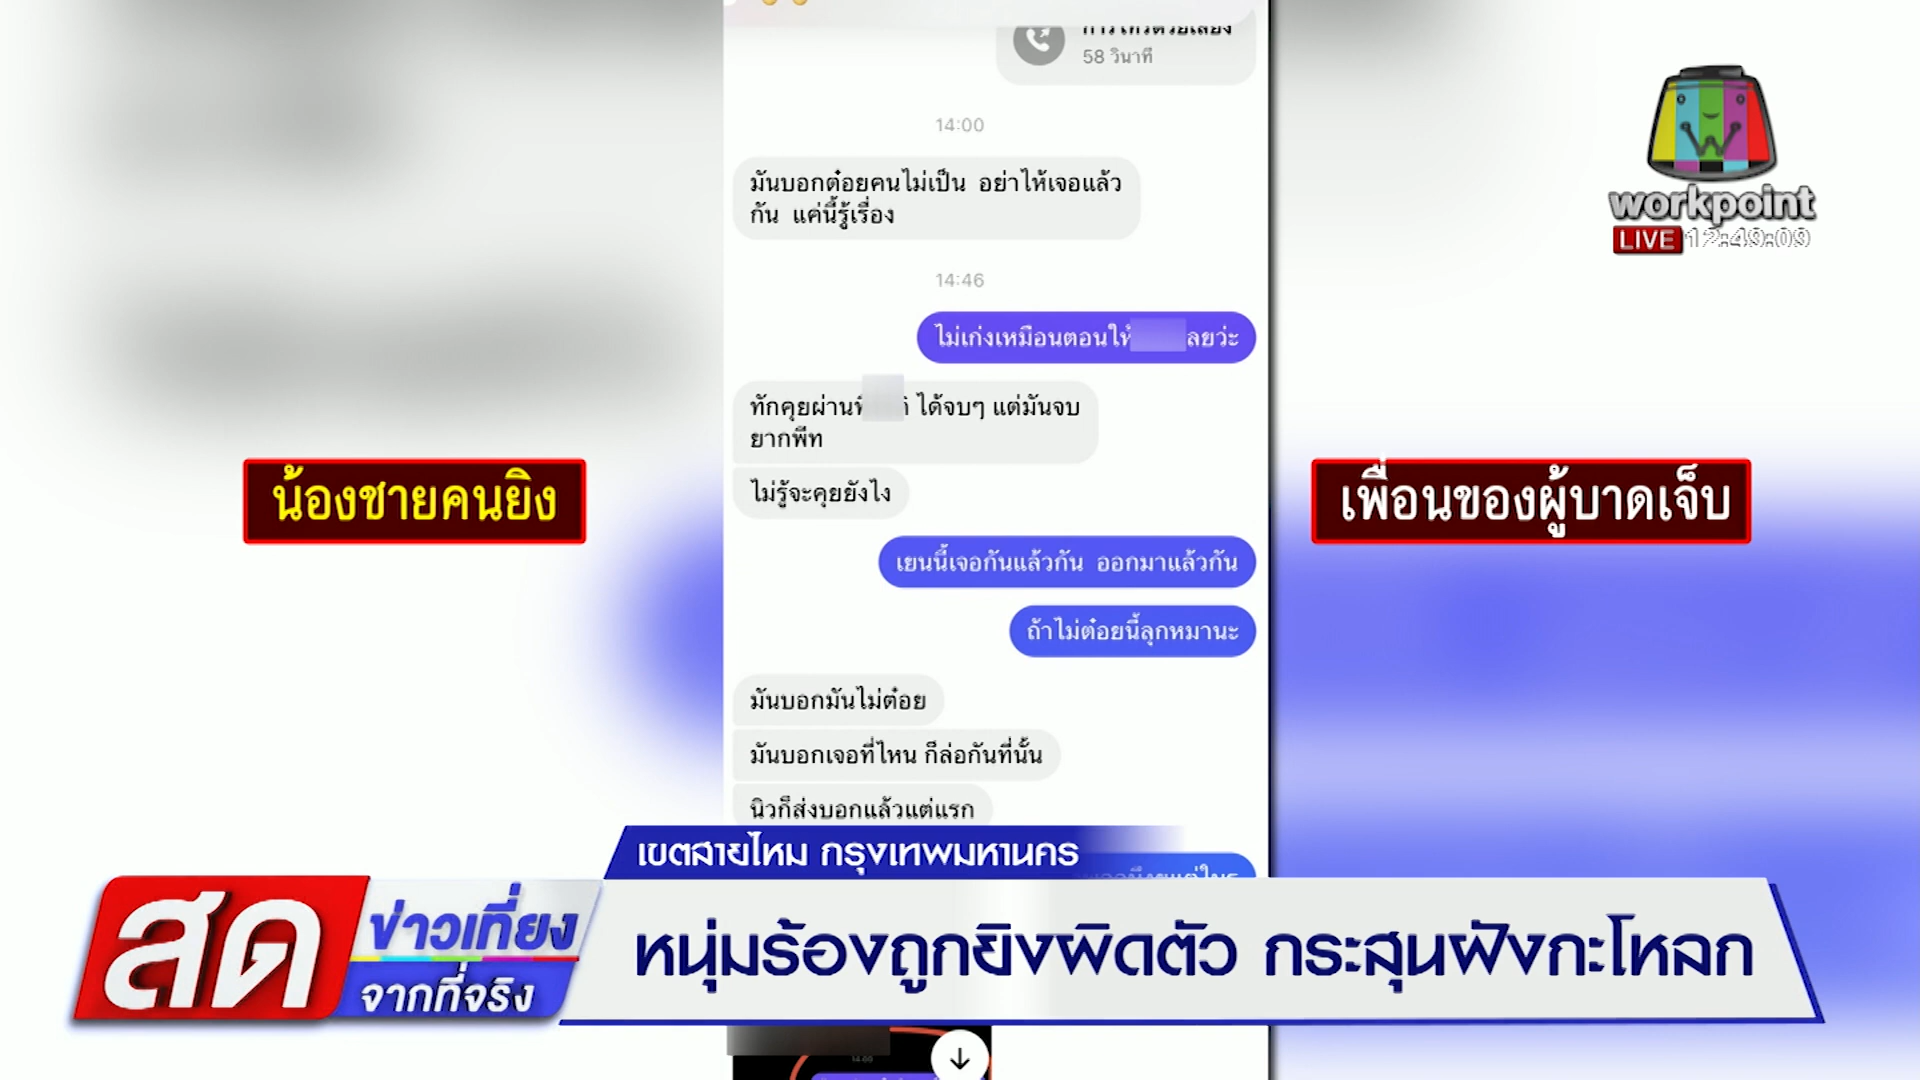 58 วินาที
14:00
มันบอกต๋อยคนไม่เป็น อย่าไห้เจอแล้ว
กัน แค่นี้รู้เรื่อง
14:46
ไม่เก่งเหมือนตอนให้
ลยว่ะ
ทักคุยผ่าน
ได้จบๆ แต่มันจบ
ยากพีท
ไม่รู้จะคุยยังไง
เยนนี้เจอกันแล้วกัน ออกมาแล้วกัน
ถ้าไม่ต๋อยนี้ลุกหมานะ
มันบอกมันไม่ต๋อย
มันบอกเจอที่ไหน ก็ล่อกันที่นั้น
นิวก็ส่งบอกแล้วแต่แรก
น้องชายคนยิง
เพื่อนของผู้บาดเจ็บ
workpoint
LIVE 12:49:09
เขตสายไหม กรุงเทพมหานคร
สด ข่าวเที่ยง
จากที่จริง
หนุ่มร้องถูกยิงผิดตัว กระสุนฝังกะโหลก